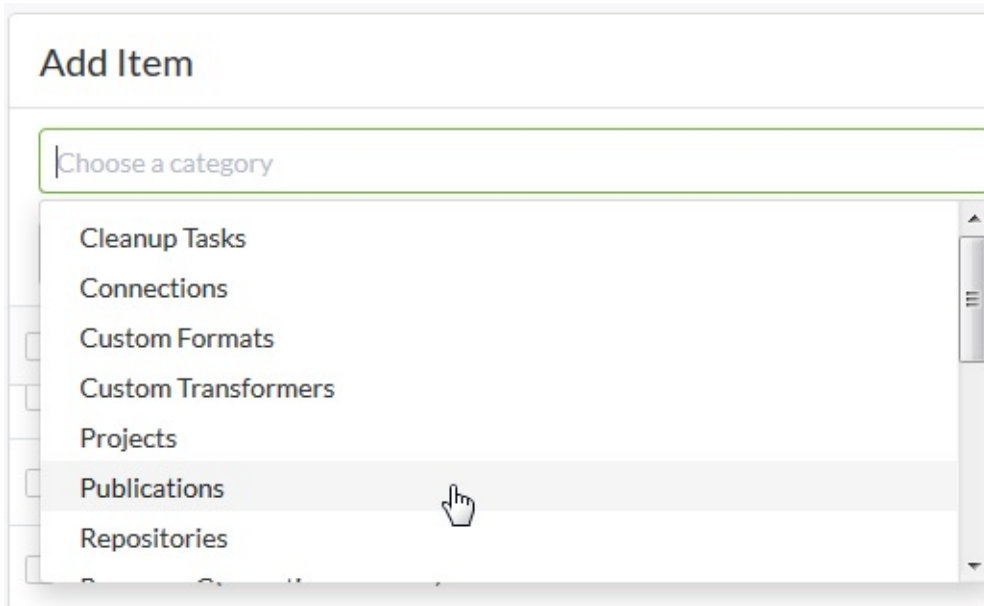 Add Item
Choose a category
Cleanup Tasks
Connections
Custom Formats
Custom Transformers
Projects
Publications
Repositories